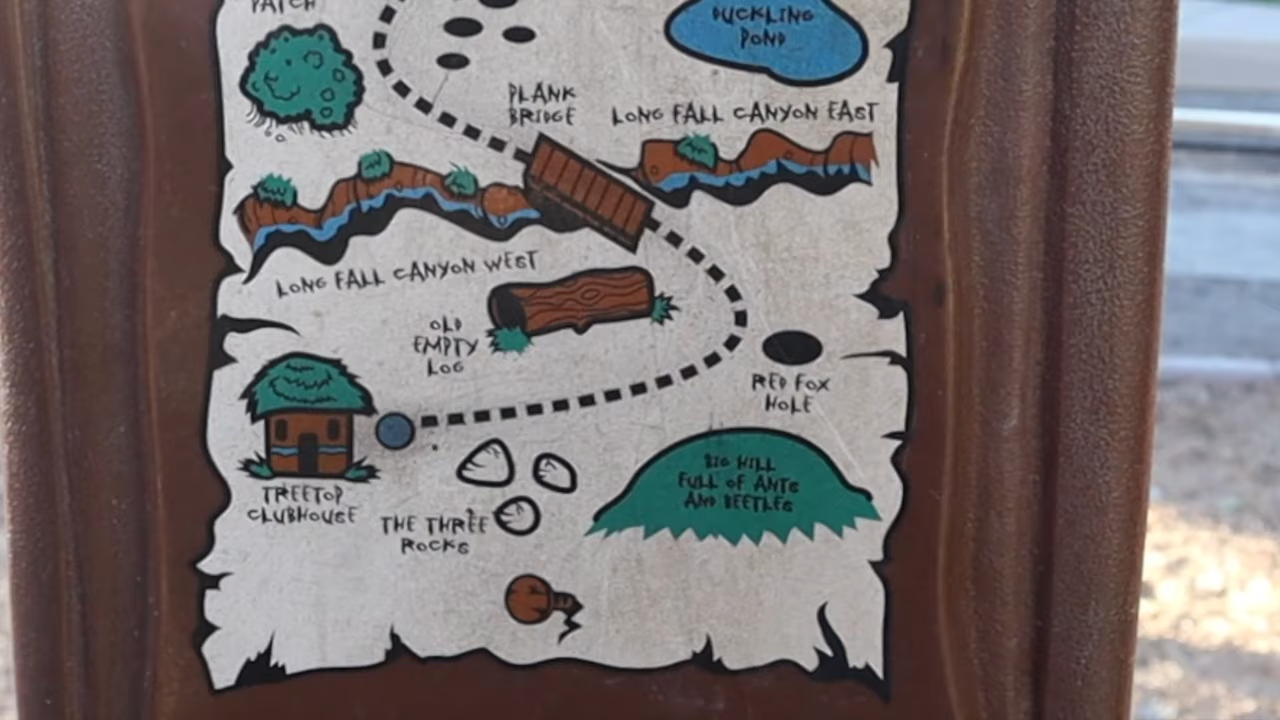 PATCH
DUCKLING
POND
PLANK
BRIDGE
LONG FALL CANYON EAST
LONG FALL CANYON WEST
OLD
EMPTY
LOG
RED FOX
HOLE
BIG HILL
FULL OF ANTS
AND BEETLES
TREETOP
CLUBHOUSE
THE THREE
ROCKS